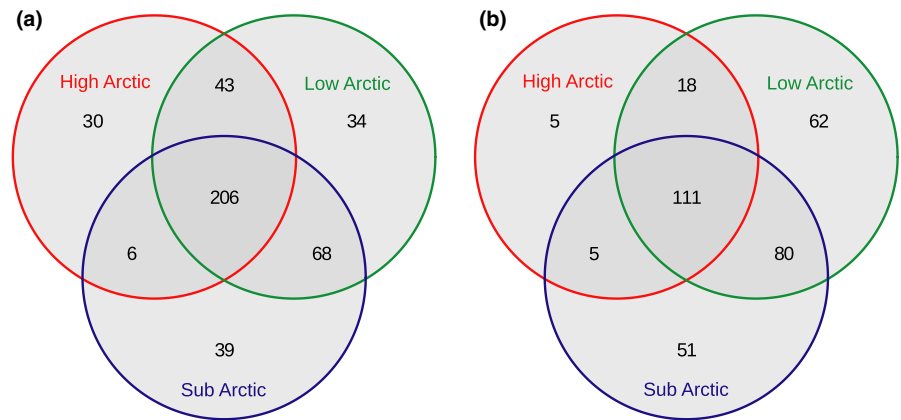 (a)
High Arctic
43
Low Arctic
30
34
206
6
68
39
Sub Arctic
(b)
High Arctic
18
Low Arctic
5
62
111
5
80
51
Sub Arctic